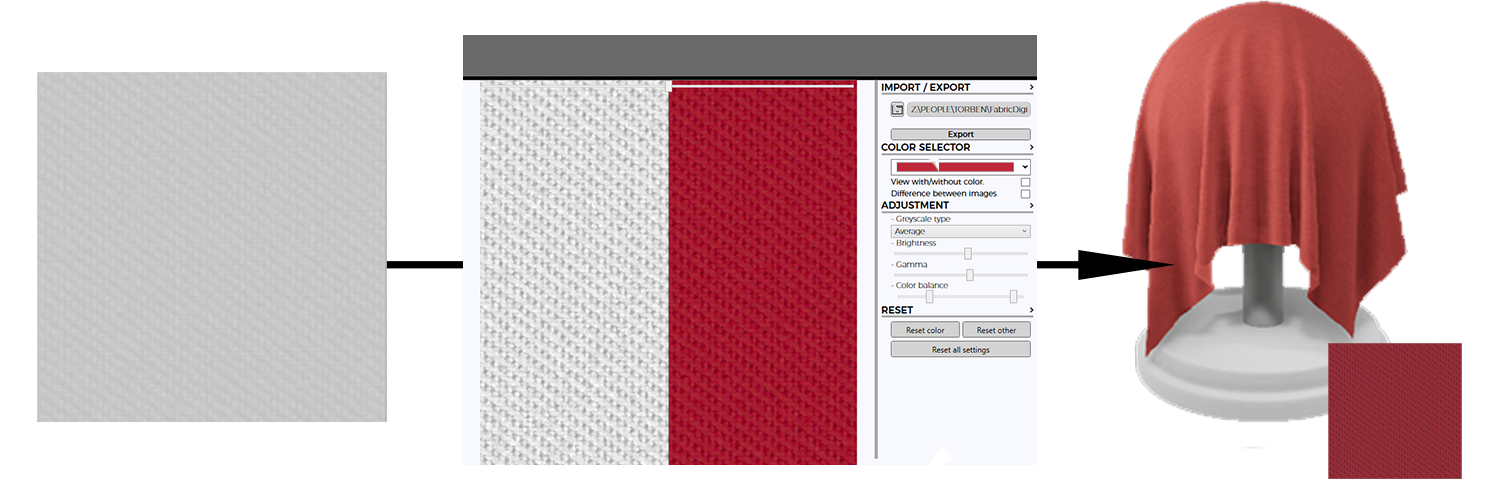 IMPORT / EXPORT
Z:\PEOPLE\TORBEN\FabricDigi
Export
COLOR SELECTOR
View with/without color.
Difference between images
ADJUSTMENT
- Greyscale type
Average
- Brightness
- Gamma
- Color balance
RESET
Reset color
Reset other
Reset all settings